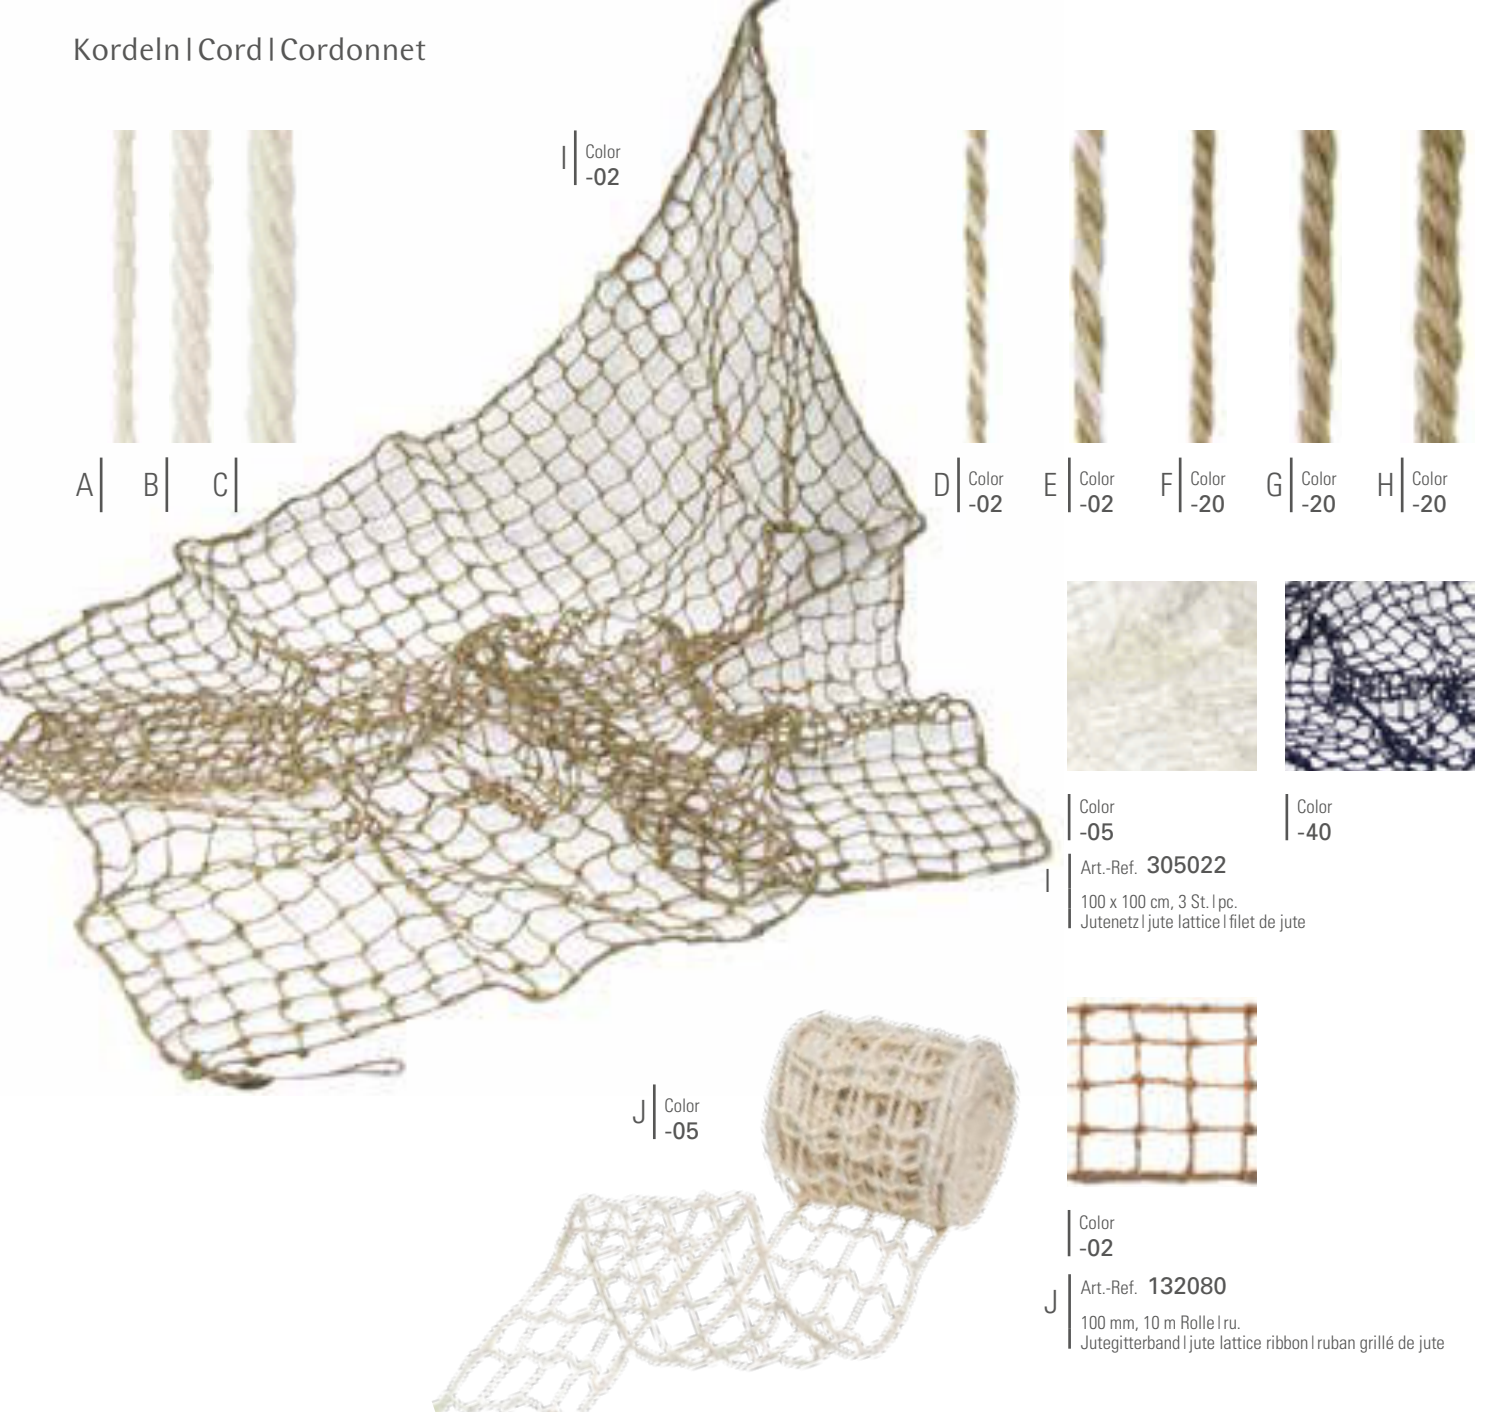 Kordeln|Cord|Cordonnet
I Color
-02
A B C
D Color
-02
E Color
-02
F Color
-20
G Color
-20
H Color
-20
Color
-05
Color
-40
I Art.-Ref. 305022
100 x 100 cm, 3 St.|pc.
Jutenetz|jute lattice|filet de jute
J Color
-05
Color
-02
J Art.-Ref. 132080
100 mm, 10 m Rolle|ru.
Jutegitterband|jute lattice ribbon|ruban grillé de jute